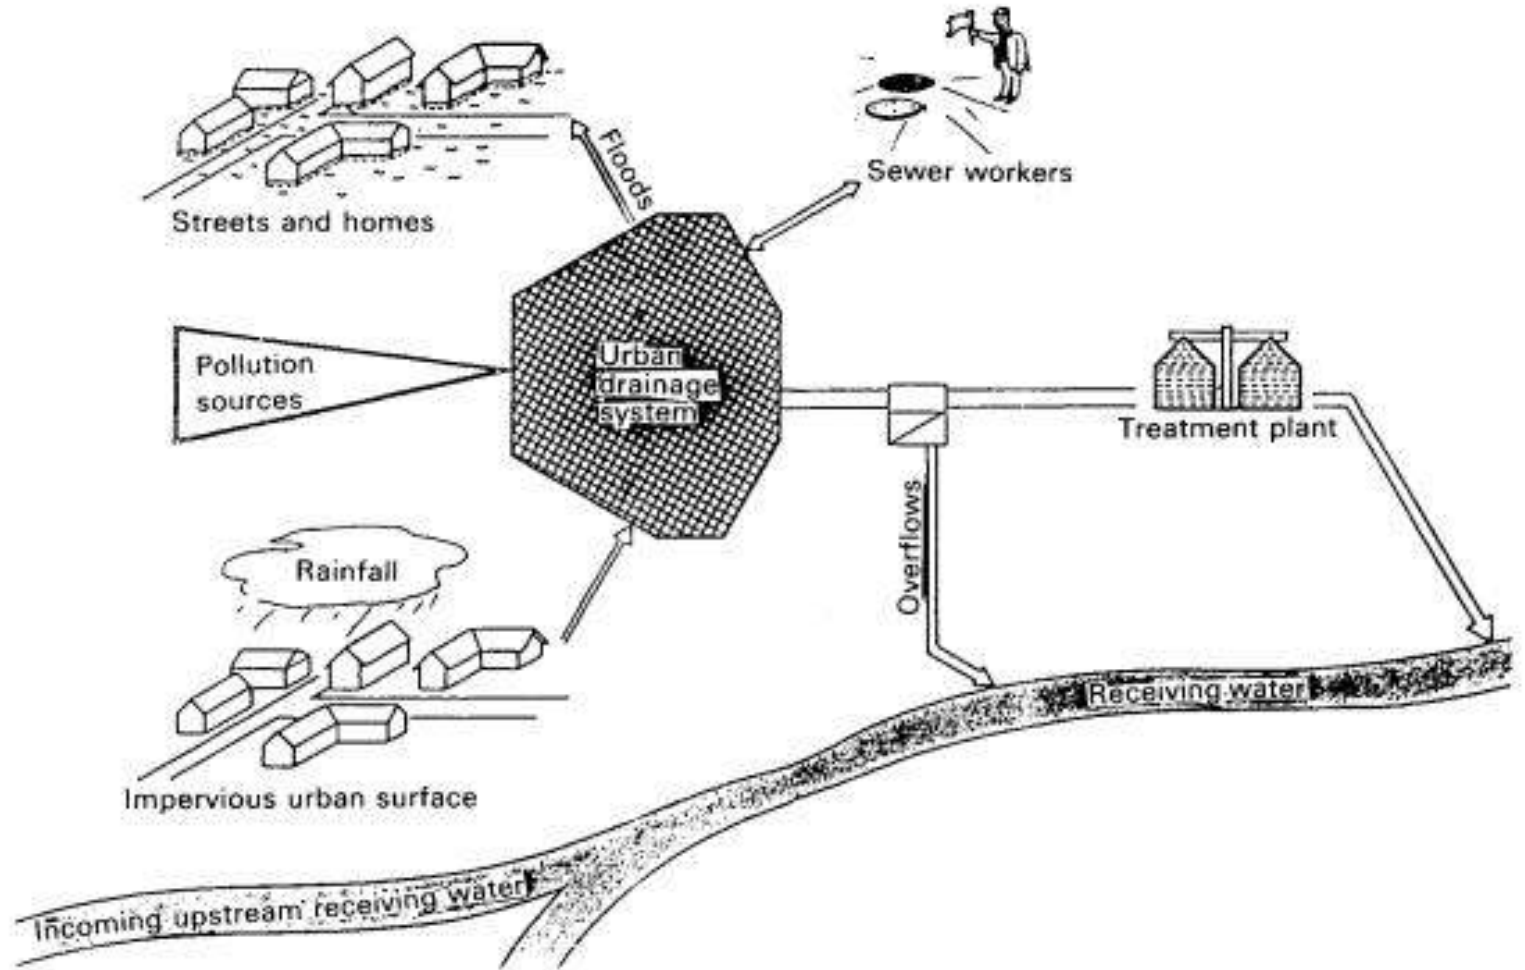 Floods
Sewer workers
Streets and homes
Pollution
sources
Urban
drainage
system
Treatment plant
Overflows
Rainfall
Receiving water
Impervious urban surface
Incoming upstream receiving water